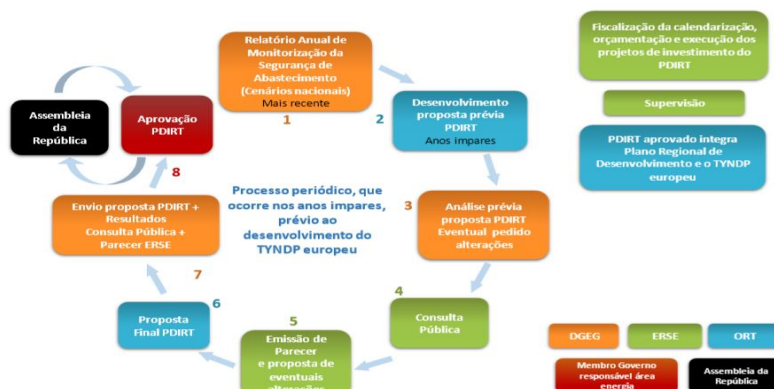 Relatório Anual de
Monitorização da
Segurança de
Abastecimento
(Cenários nacionais)
Mais recente
1
2
Desenvolvimento
proposta prévia
PDIRT
Anos impares
3
Análise prévia
proposta PDIRT
Eventual pedido
alterações
4
Consulta
Pública
5
Emissão de
Parecer
e proposta de
eventuais
alterações
6
Proposta
Final PDIRT
7
Envio proposta PDIRT +
Resultados
Consulta Pública +
Parecer ERSE
8
Aprovação
PDIRT
Assembleia
da
República
Processo periódico, que
ocorre nos anos impares,
prévio ao
desenvolvimento do
TYNDP europeu
Fiscalização da calendarização,
orçamentação e execução dos
projetos de investimento do
PDIRT
Supervisão
PDIRT aprovado integra
Plano Regional de
Desenvolvimento e o TYNDP
europeu
DGEG
ERSE
ORT
Membro Governo
responsável área
energia
Assembleia da
República